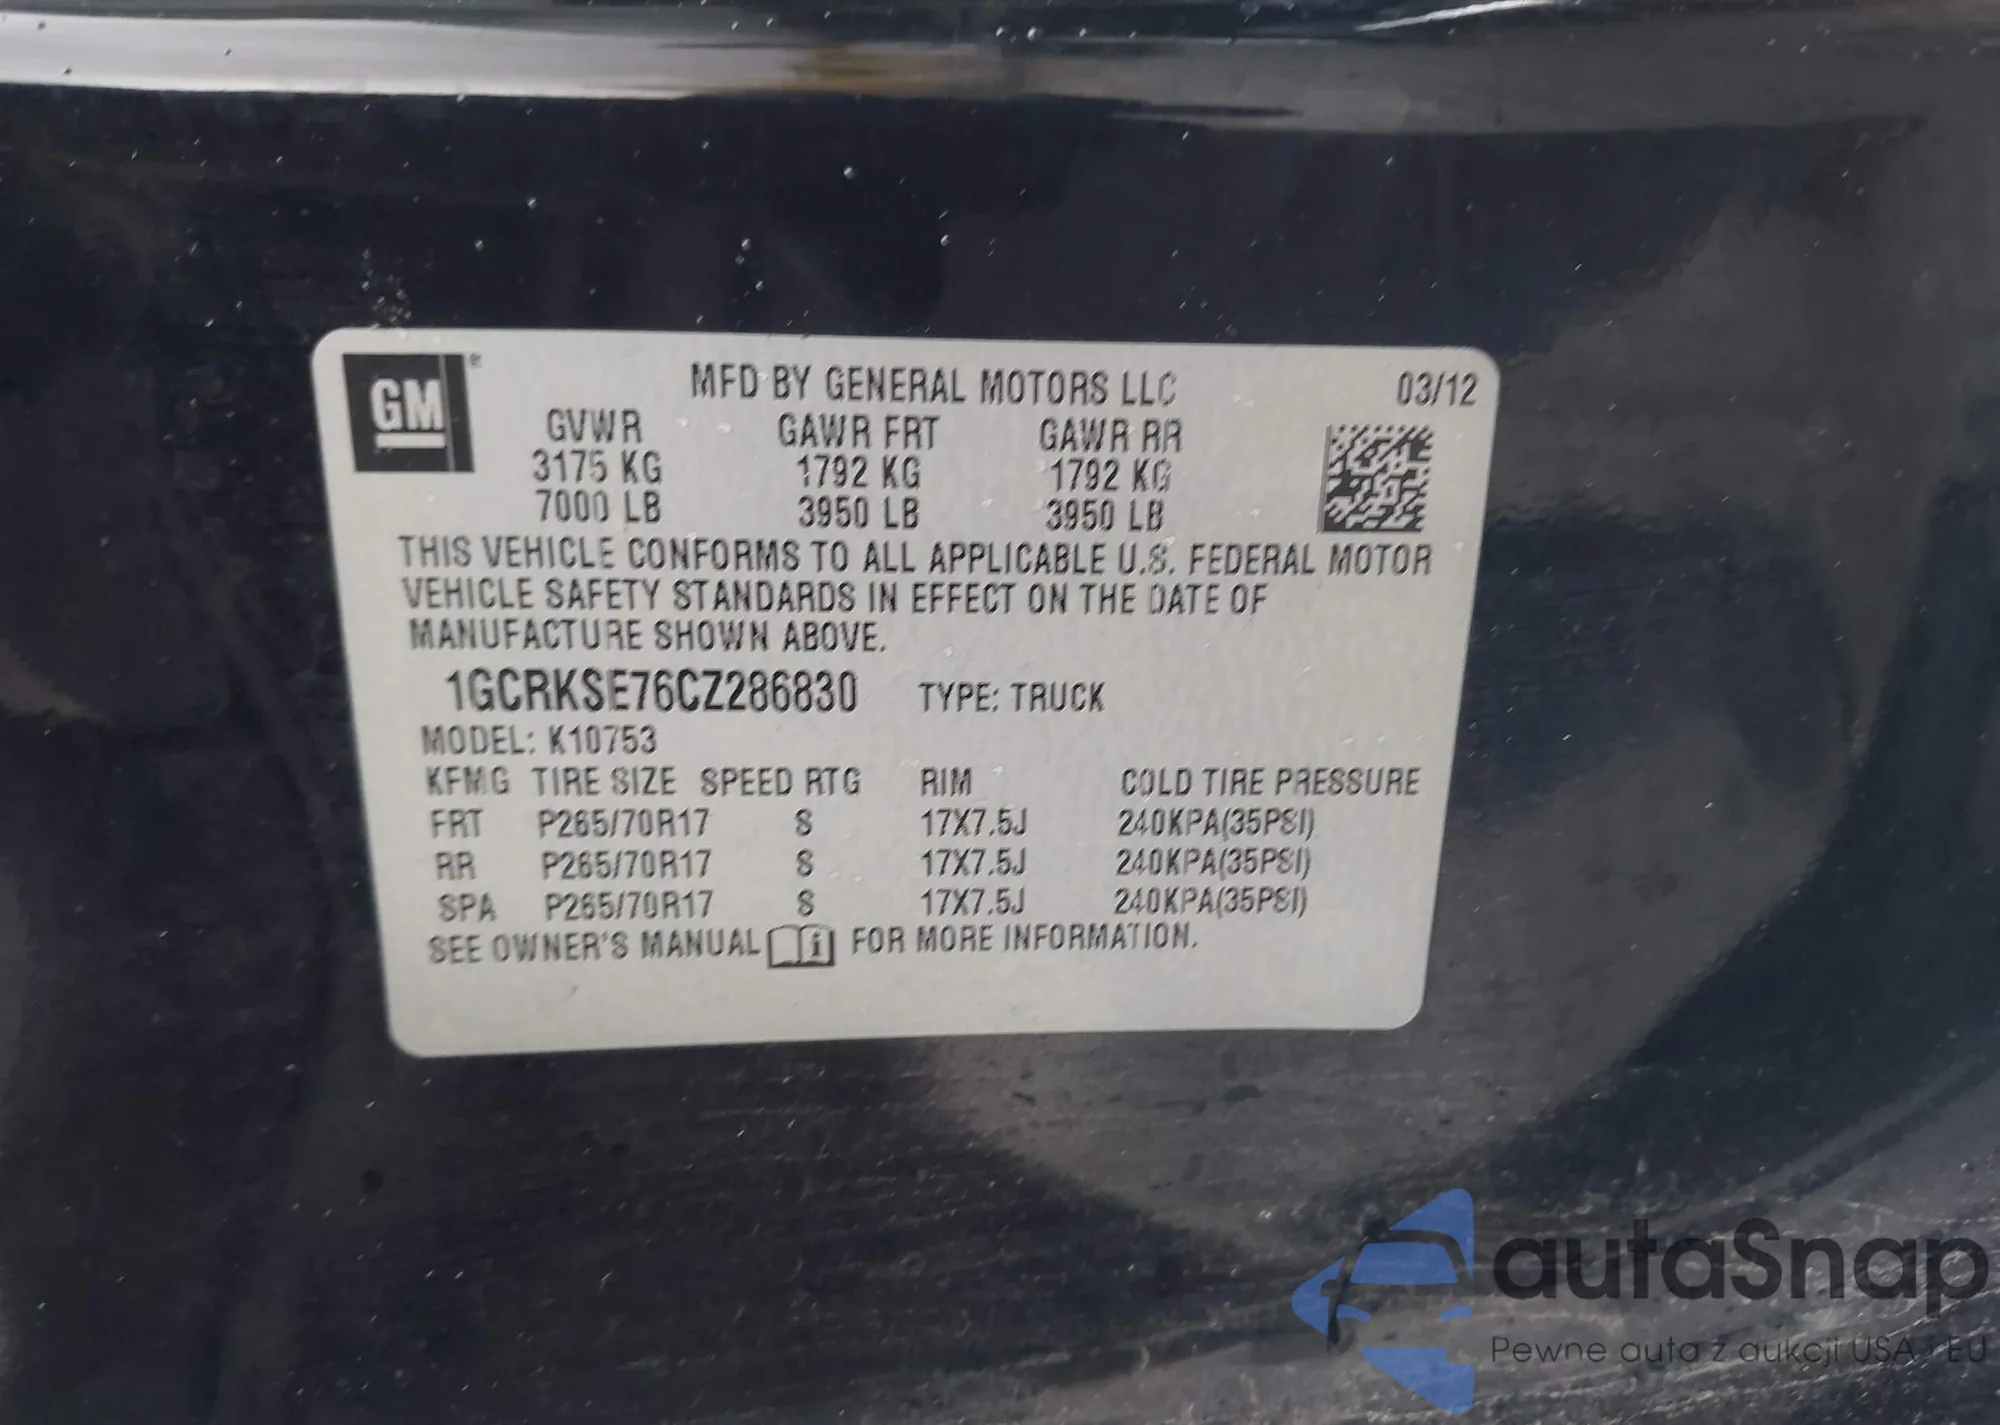 GM®
MFD BY GENERAL MOTORS LLC 03/12
GVWR GAWR FRT GAWR RR
3175 KG 1792 KG 1792 KG
7000 LB 3950 LB 3950 LB
THIS VEHICLE CONFORMS TO ALL APPLICABLE U.S. FEDERAL MOTOR
VEHICLE SAFETY STANDARDS IN EFFECT ON THE DATE OF
MANUFACTURE SHOWN ABOVE.
1GCRKSE76CZ286830 TYPE: TRUCK
MODEL: K10753
KFMG TIRE SIZE SPEED RTG RIM COLD TIRE PRESSURE
FRT P265/70R17 S 17X7.5J 240KPA(35PSI)
RR P265/70R17 S 17X7.5J 240KPA(35PSI)
SPA P265/70R17 S 17X7.5J 240KPA(35PSI)
SEE OWNER'S MANUAL FOR MORE INFORMATION.
autaSnap
Pewne auta z aukcji USA i EU